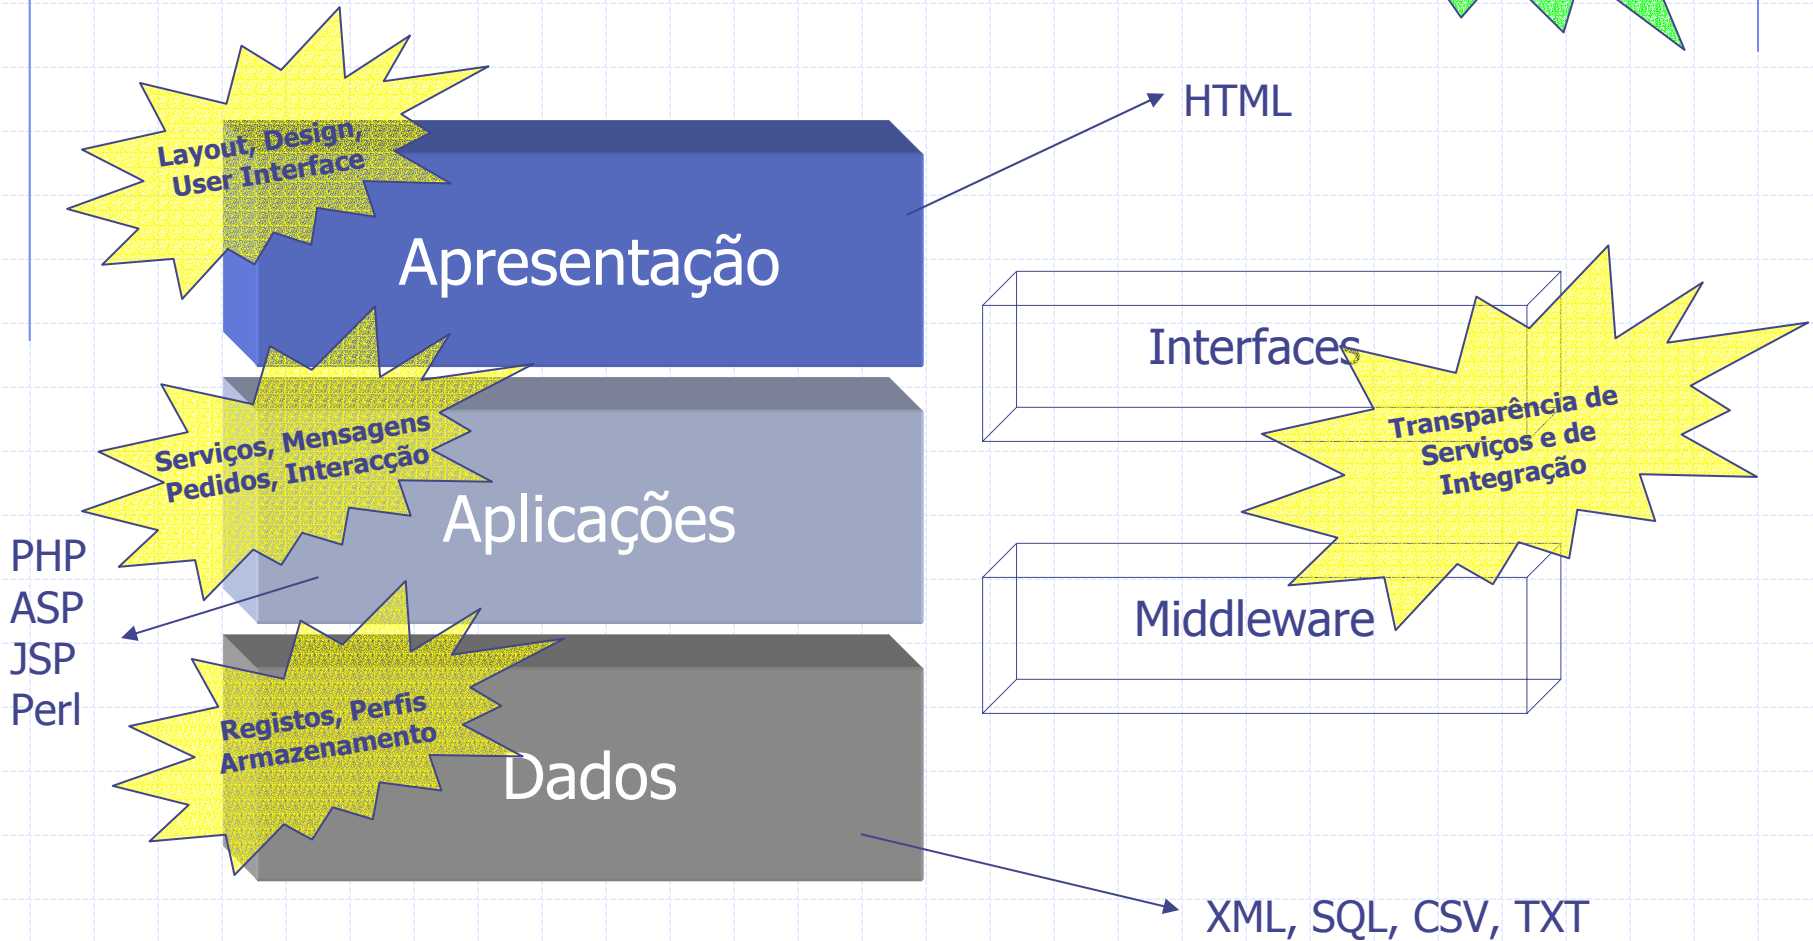 HTML
Layout, Design,
User Interface
Apresentação
Interfaces
Transparência de
Serviços e de
Integração
Serviços, Mensagens
Pedidos, Interacção
Aplicações
PHP
ASP
JSP
Perl
Middleware
Registos, Perfis
Armazenamento
Dados
XML, SQL, CSV, TXT